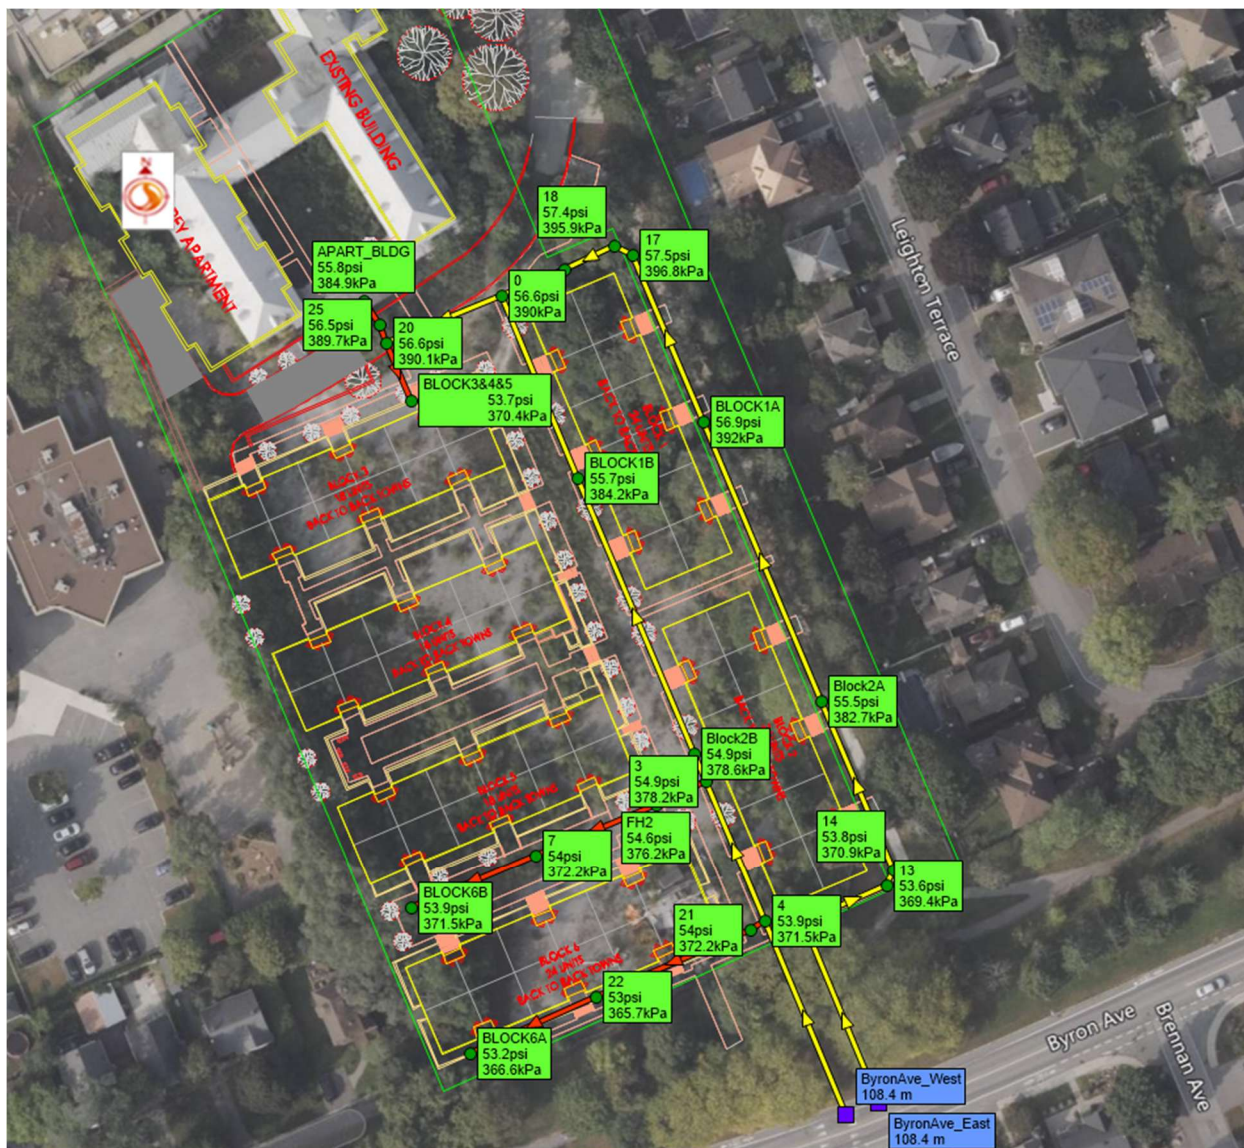 EXISTING BUILDING
REY APARTMENT
18
57.4psi
395.9kPa
17
57.5psi
396.8kPa
Leighton Terrace
APART_BLDG
55.8psi
384.9kPa
0
56.6psi
390kPa
25
56.5psi
389.7kPa
20
56.6psi
390.1kPa
BLOCK3&4&5
53.7psi
370.4kPa
BLOCK1A
56.9psi
392kPa
BLOCK1B
55.7psi
384.2kPa
BLOCK 3
18 UNITS
BACK TO BACK TOWNS
BLOCK 4
BACK TO BACK TOWNS
Block2A
55.5psi
382.7kPa
Block2B
54.9psi
378.6kPa
3
54.9psi
378.2kPa
BLOCK 5
BACK TO BACK TOWNS
FH2
54.6psi
376.2kPa
14
53.8psi
370.9kPa
7
54psi
372.2kPa
13
53.6psi
369.4kPa
BLOCK6B
53.9psi
371.5kPa
4
53.9psi
371.5kPa
21
54psi
372.2kPa
BLOCK 6
24 UNITS
BACK TO BACK TOWNS
22
53psi
365.7kPa
BLOCK6A
53.2psi
366.6kPa
Byron Ave
Brennan Ave
ByronAve_West
108.4 m
ByronAve_East
108.4 m